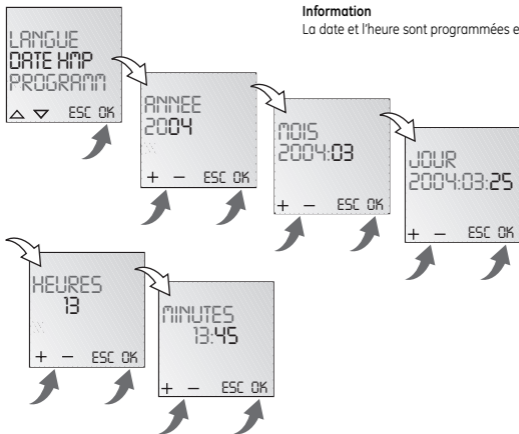 Information
La date et l'heure sont programmées e
LANGUE
DATE HMP
PROGRAMM
△ ▽ ESC OK
ANNEE
2004
+ − ESC OK
MOIS
2004:03
+ − ESC OK
JOUR
2004:03:25
+ − ESC OK
HEURES
13
+ − ESC OK
MINUTES
13:45
+ − ESC OK